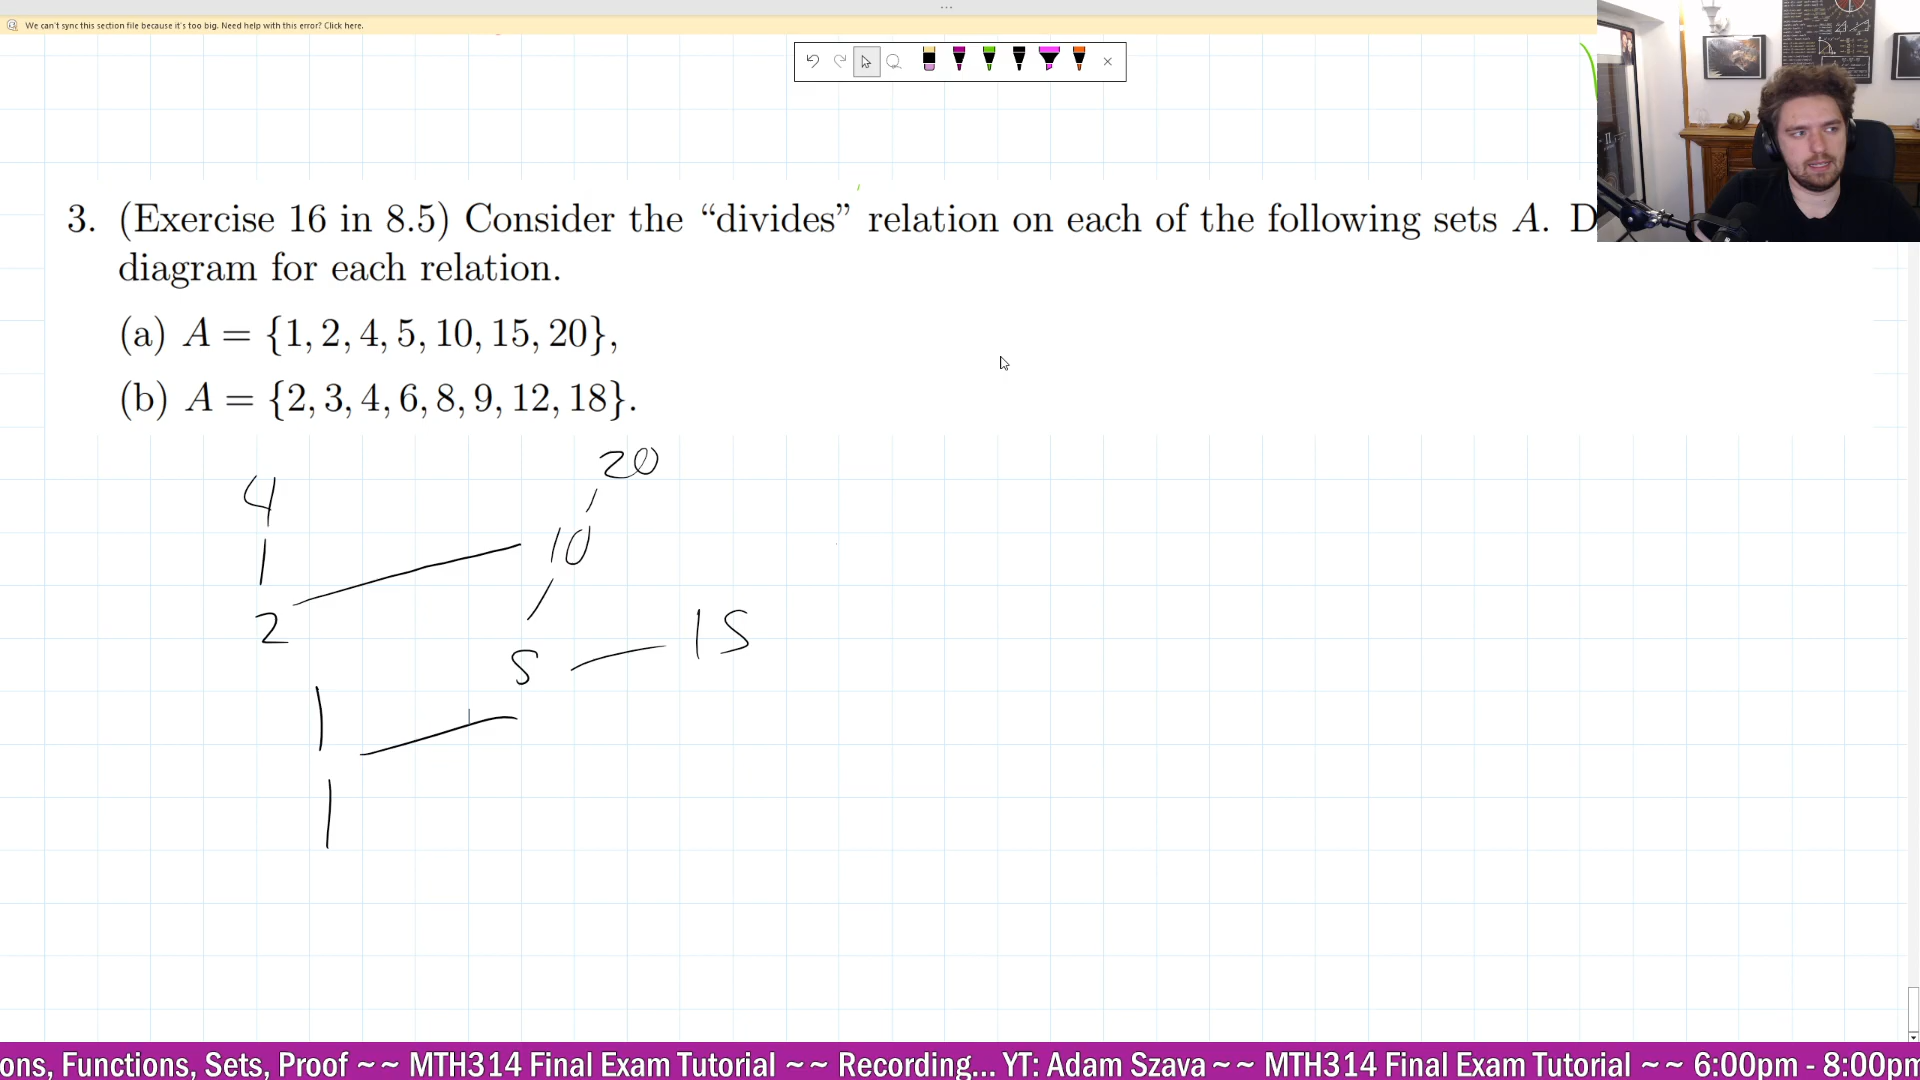 We can't sync this section file because it's too big. Need help with this error? Click here.
3. (Exercise 16 in 8.5) Consider the “divides” relation on each of the following sets A. D
diagram for each relation.
(a) A = {1, 2, 4, 5, 10, 15, 20},
(b) A = {2, 3, 4, 6, 8, 9, 12, 18}.
20
4
10
2
15
5
1
ons, Functions, Sets, Proof ~~ MTH314 Final Exam Tutorial ~~ Recording... YT: Adam Szava ~~ MTH314 Final Exam Tutorial ~~ 6:00pm - 8:00pm